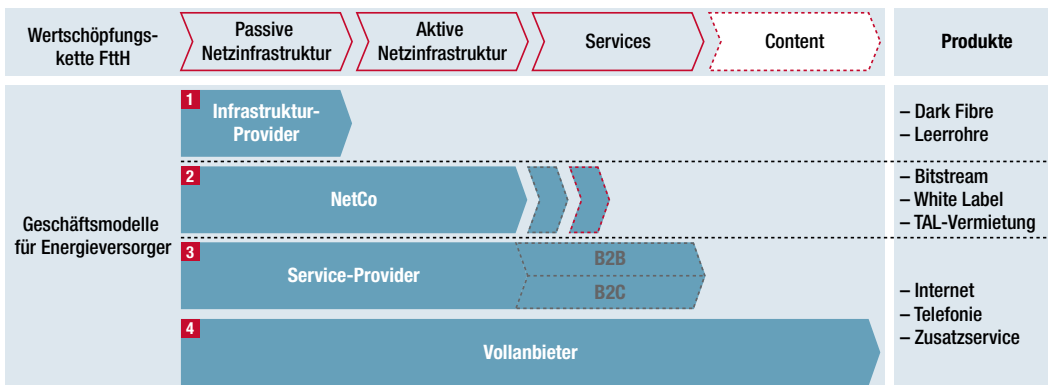 Wertschöpfungs-
kette FttH
Passive
Netzinfrastruktur
Aktive
Netzinfrastruktur
Services
Content
Produkte
Geschäftsmodelle
für Energieversorger
1
Infrastruktur-
Provider
– Dark Fibre
– Leerrohre
2
NetCo
– Bitstream
– White Label
– TAL-Vermietung
3
Service-Provider
B2B
B2C
4
Vollanbieter
– Internet
– Telefonie
– Zusatzservice